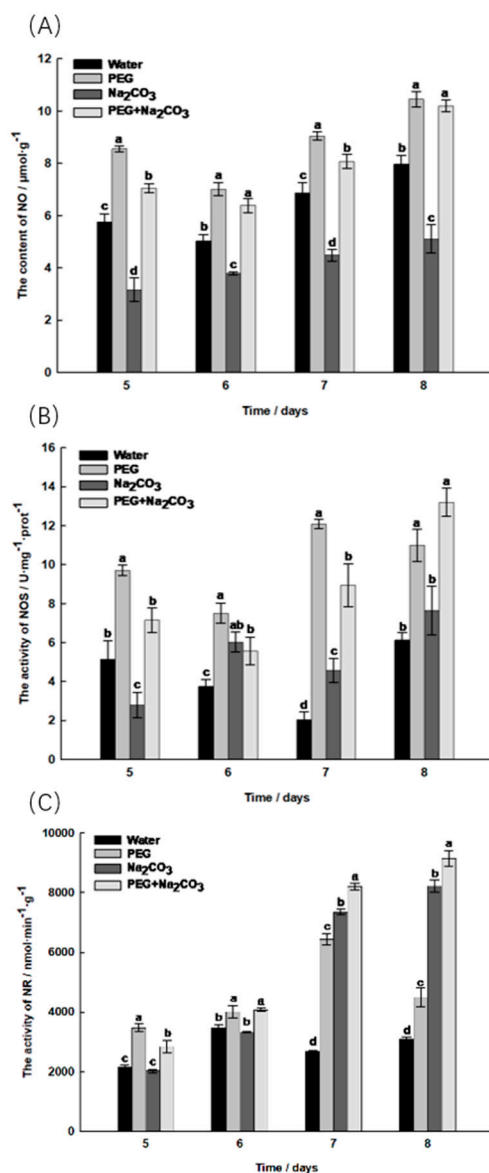 (A)
Water
PEG
Na₂CO₃
PEG+Na₂CO₃
The content of NO / μmol·g⁻¹
12
10
8
6
4
2
0
c a d b
b a c a
c a d b
b a c a
5 6 7 8
Time / days
(B)
Water
PEG
Na₂CO₃
PEG+Na₂CO₃
The activity of NOS / U·mg⁻¹·prot⁻¹
16
14
12
10
8
6
4
2
0
b a c b
c a ab b
d a c b
b a b a
5 6 7 8
Time / days
(C)
Water
PEG
Na₂CO₃
PEG+Na₂CO₃
The activity of NR / nmol·min⁻¹·g⁻¹
10000
8000
6000
4000
2000
0
c a c b
b a b a
d c b a
d c b a
5 6 7 8
Time / days